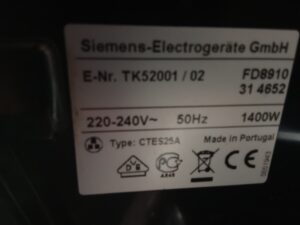 Siemens-Electrogeräte GmbH
E-Nr. TK52001 / 02 FD8910
31 4652
220-240V~ 50Hz 1400W
Type: CTES25A Made in Portugal